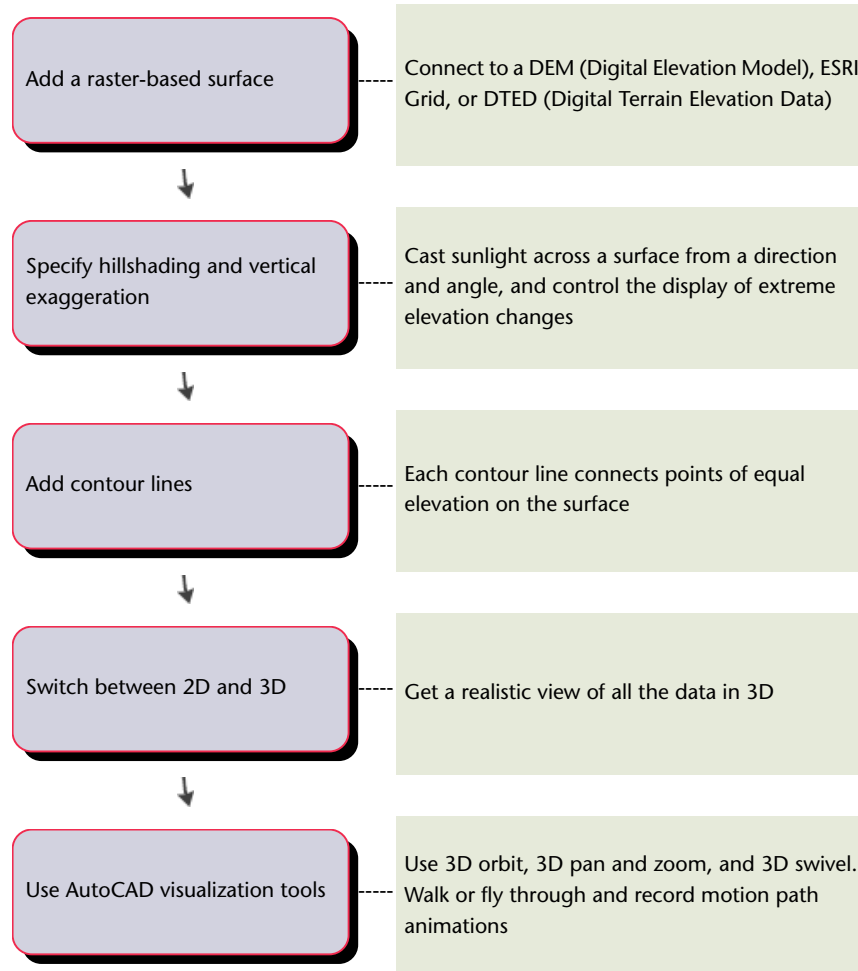 Add a raster-based surface
Connect to a DEM (Digital Elevation Model), ESRI
Grid, or DTED (Digital Terrain Elevation Data)
Specify hillshading and vertical
exaggeration
Cast sunlight across a surface from a direction
and angle, and control the display of extreme
elevation changes
Add contour lines
Each contour line connects points of equal
elevation on the surface
Switch between 2D and 3D
Get a realistic view of all the data in 3D
Use AutoCAD visualization tools
Use 3D orbit, 3D pan and zoom, and 3D swivel.
Walk or fly through and record motion path
animations